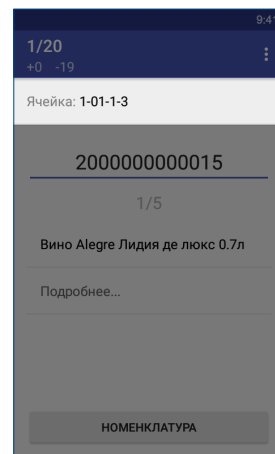 9:41
1/20
+0 -19
Ячейка: 1-01-1-3
2000000000015
1/5
Вино Alegre Лидия де люкс 0.7л
Подробнее...
НОМЕНКЛАТУРА